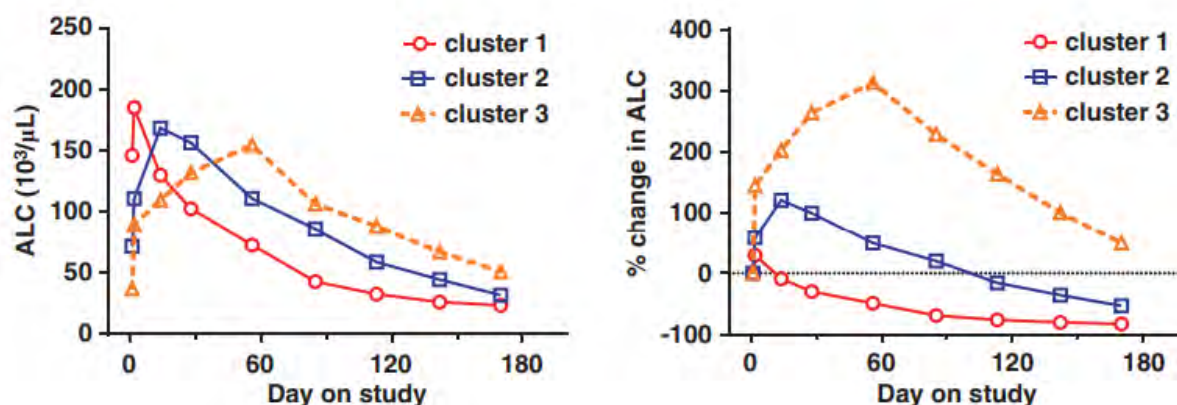 250
200
150
100
50
0
ALC (10³/μL)
cluster 1
cluster 2
cluster 3
0 60 120 180
Day on study
400
300
200
100
0
-100
% change in ALC
cluster 1
cluster 2
cluster 3
0 60 120 180
Day on study